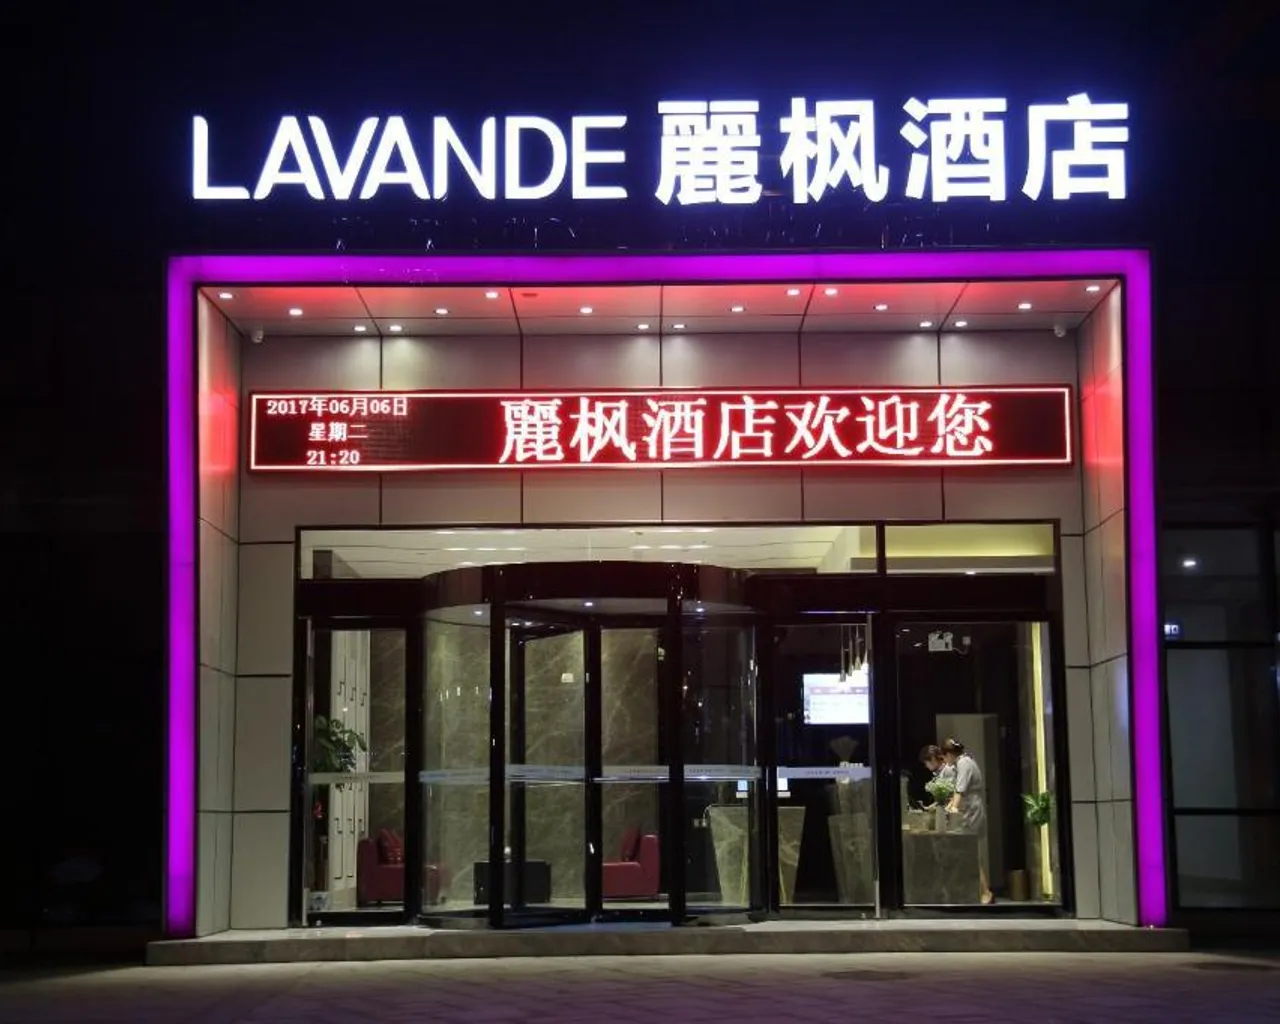 LAVANDE 麗枫酒店
2017年06月06日
星期二
21:20
麗枫酒店欢迎您